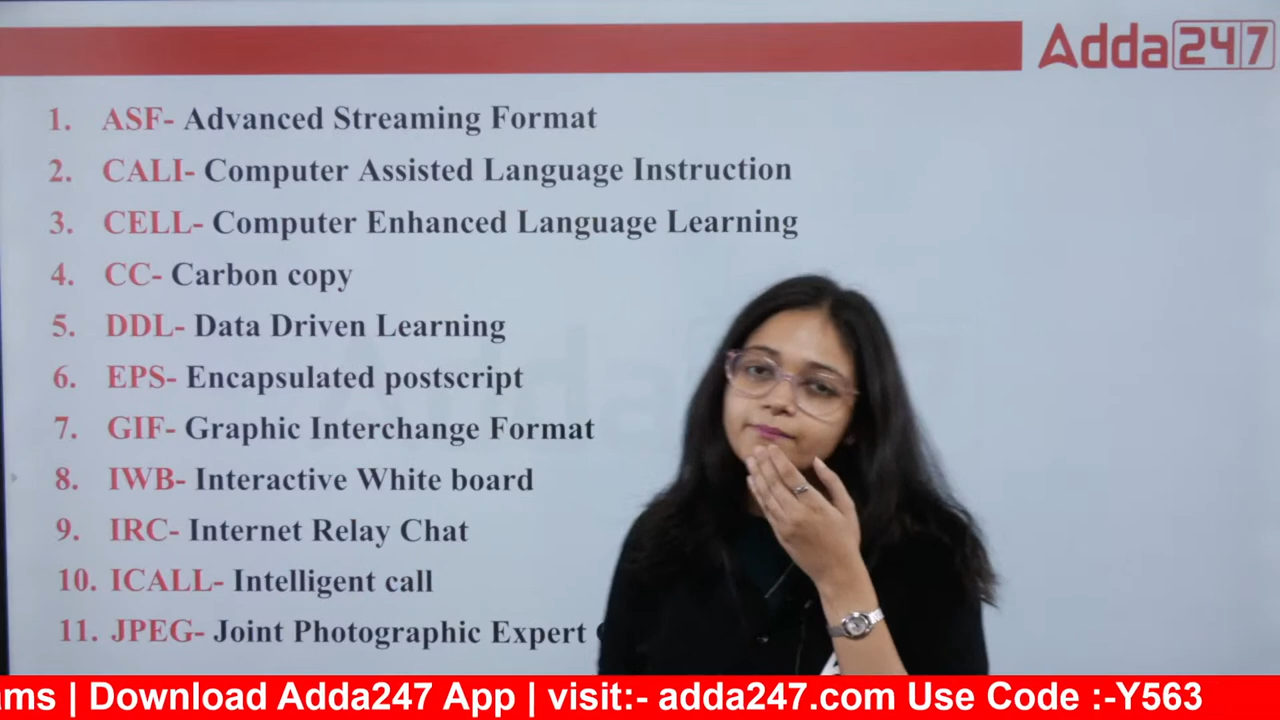 Adda247
1. ASF- Advanced Streaming Format
2. CALI- Computer Assisted Language Instruction
3. CELL- Computer Enhanced Language Learning
4. CC- Carbon copy
5. DDL- Data Driven Learning
6. EPS- Encapsulated postscript
7. GIF- Graphic Interchange Format
8. IWB- Interactive White board
9. IRC- Internet Relay Chat
10. ICALL- Intelligent call
11. JPEG- Joint Photographic Expert
| Download Adda247 App | visit:- adda247.com Use Code :-Y563